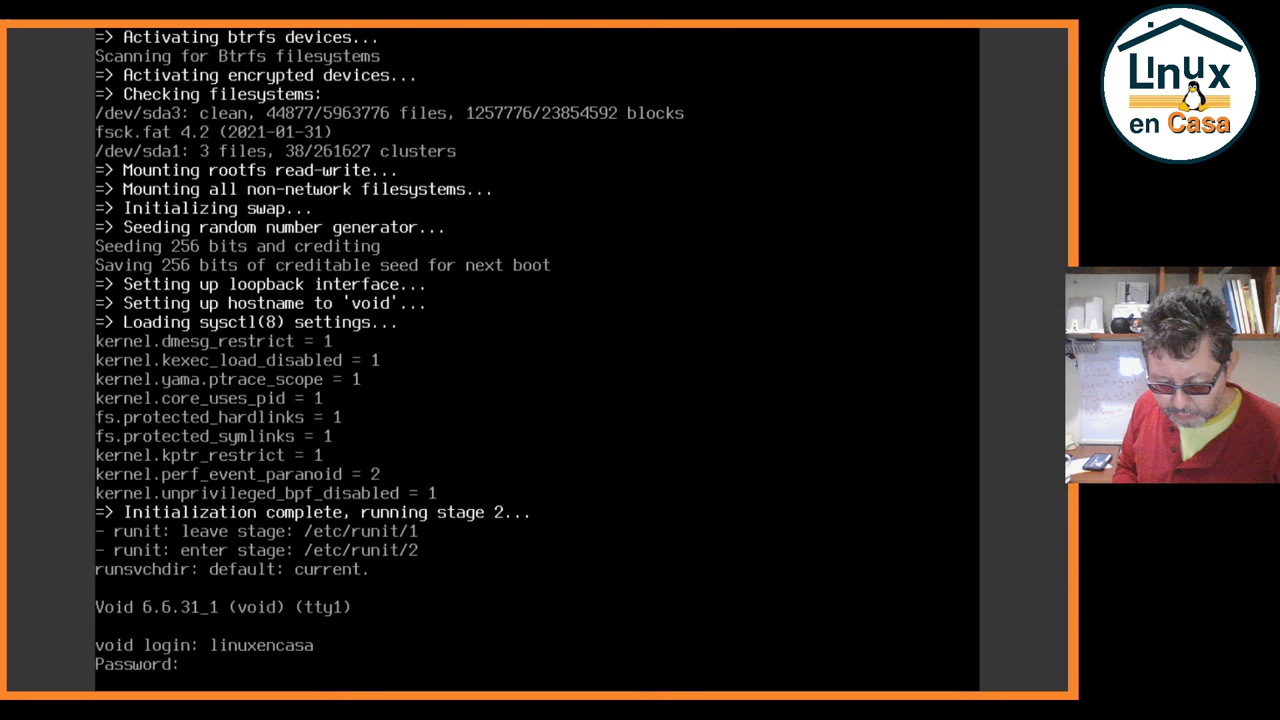 => Activating btrfs devices...
Scanning for Btrfs filesystems
=> Activating encrypted devices...
=> Checking filesystems:
/dev/sda3: clean, 44877/5963776 files, 1257776/23854592 blocks
fsck.fat 4.2 (2021-01-31)
/dev/sda1: 3 files, 38/261627 clusters
=> Mounting rootfs read-write...
=> Mounting all non-network filesystems...
=> Initializing swap...
=> Seeding random number generator...
Seeding 256 bits and crediting
Saving 256 bits of creditable seed for next boot
=> Setting up loopback interface...
=> Setting up hostname to 'void'...
=> Loading sysctl(8) settings...
kernel.dmesg_restrict = 1
kernel.kexec_load_disabled = 1
kernel.yama.ptrace_scope = 1
kernel.core_uses_pid = 1
fs.protected_hardlinks = 1
fs.protected_symlinks = 1
kernel.kptr_restrict = 1
kernel.perf_event_paranoid = 2
kernel.unprivileged_bpf_disabled = 1
=> Initialization complete, running stage 2...
- runit: leave stage: /etc/runit/1
- runit: enter stage: /etc/runit/2
runsvchdir: default: current.
Void 6.6.31_1 (void) (tty1)
void login: linuxencasa
Password:
Linux
en Casa